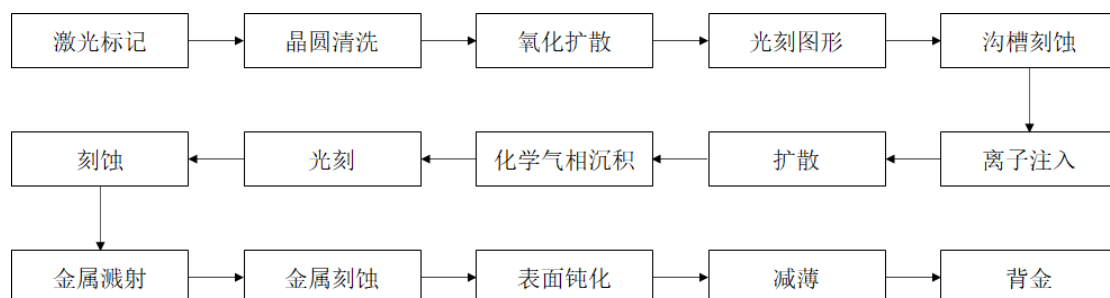 激光标记
晶圆清洗
氧化扩散
光刻图形
沟槽刻蚀
离子注入
扩散
化学气相沉积
光刻
刻蚀
金属溅射
金属刻蚀
表面钝化
减薄
背金